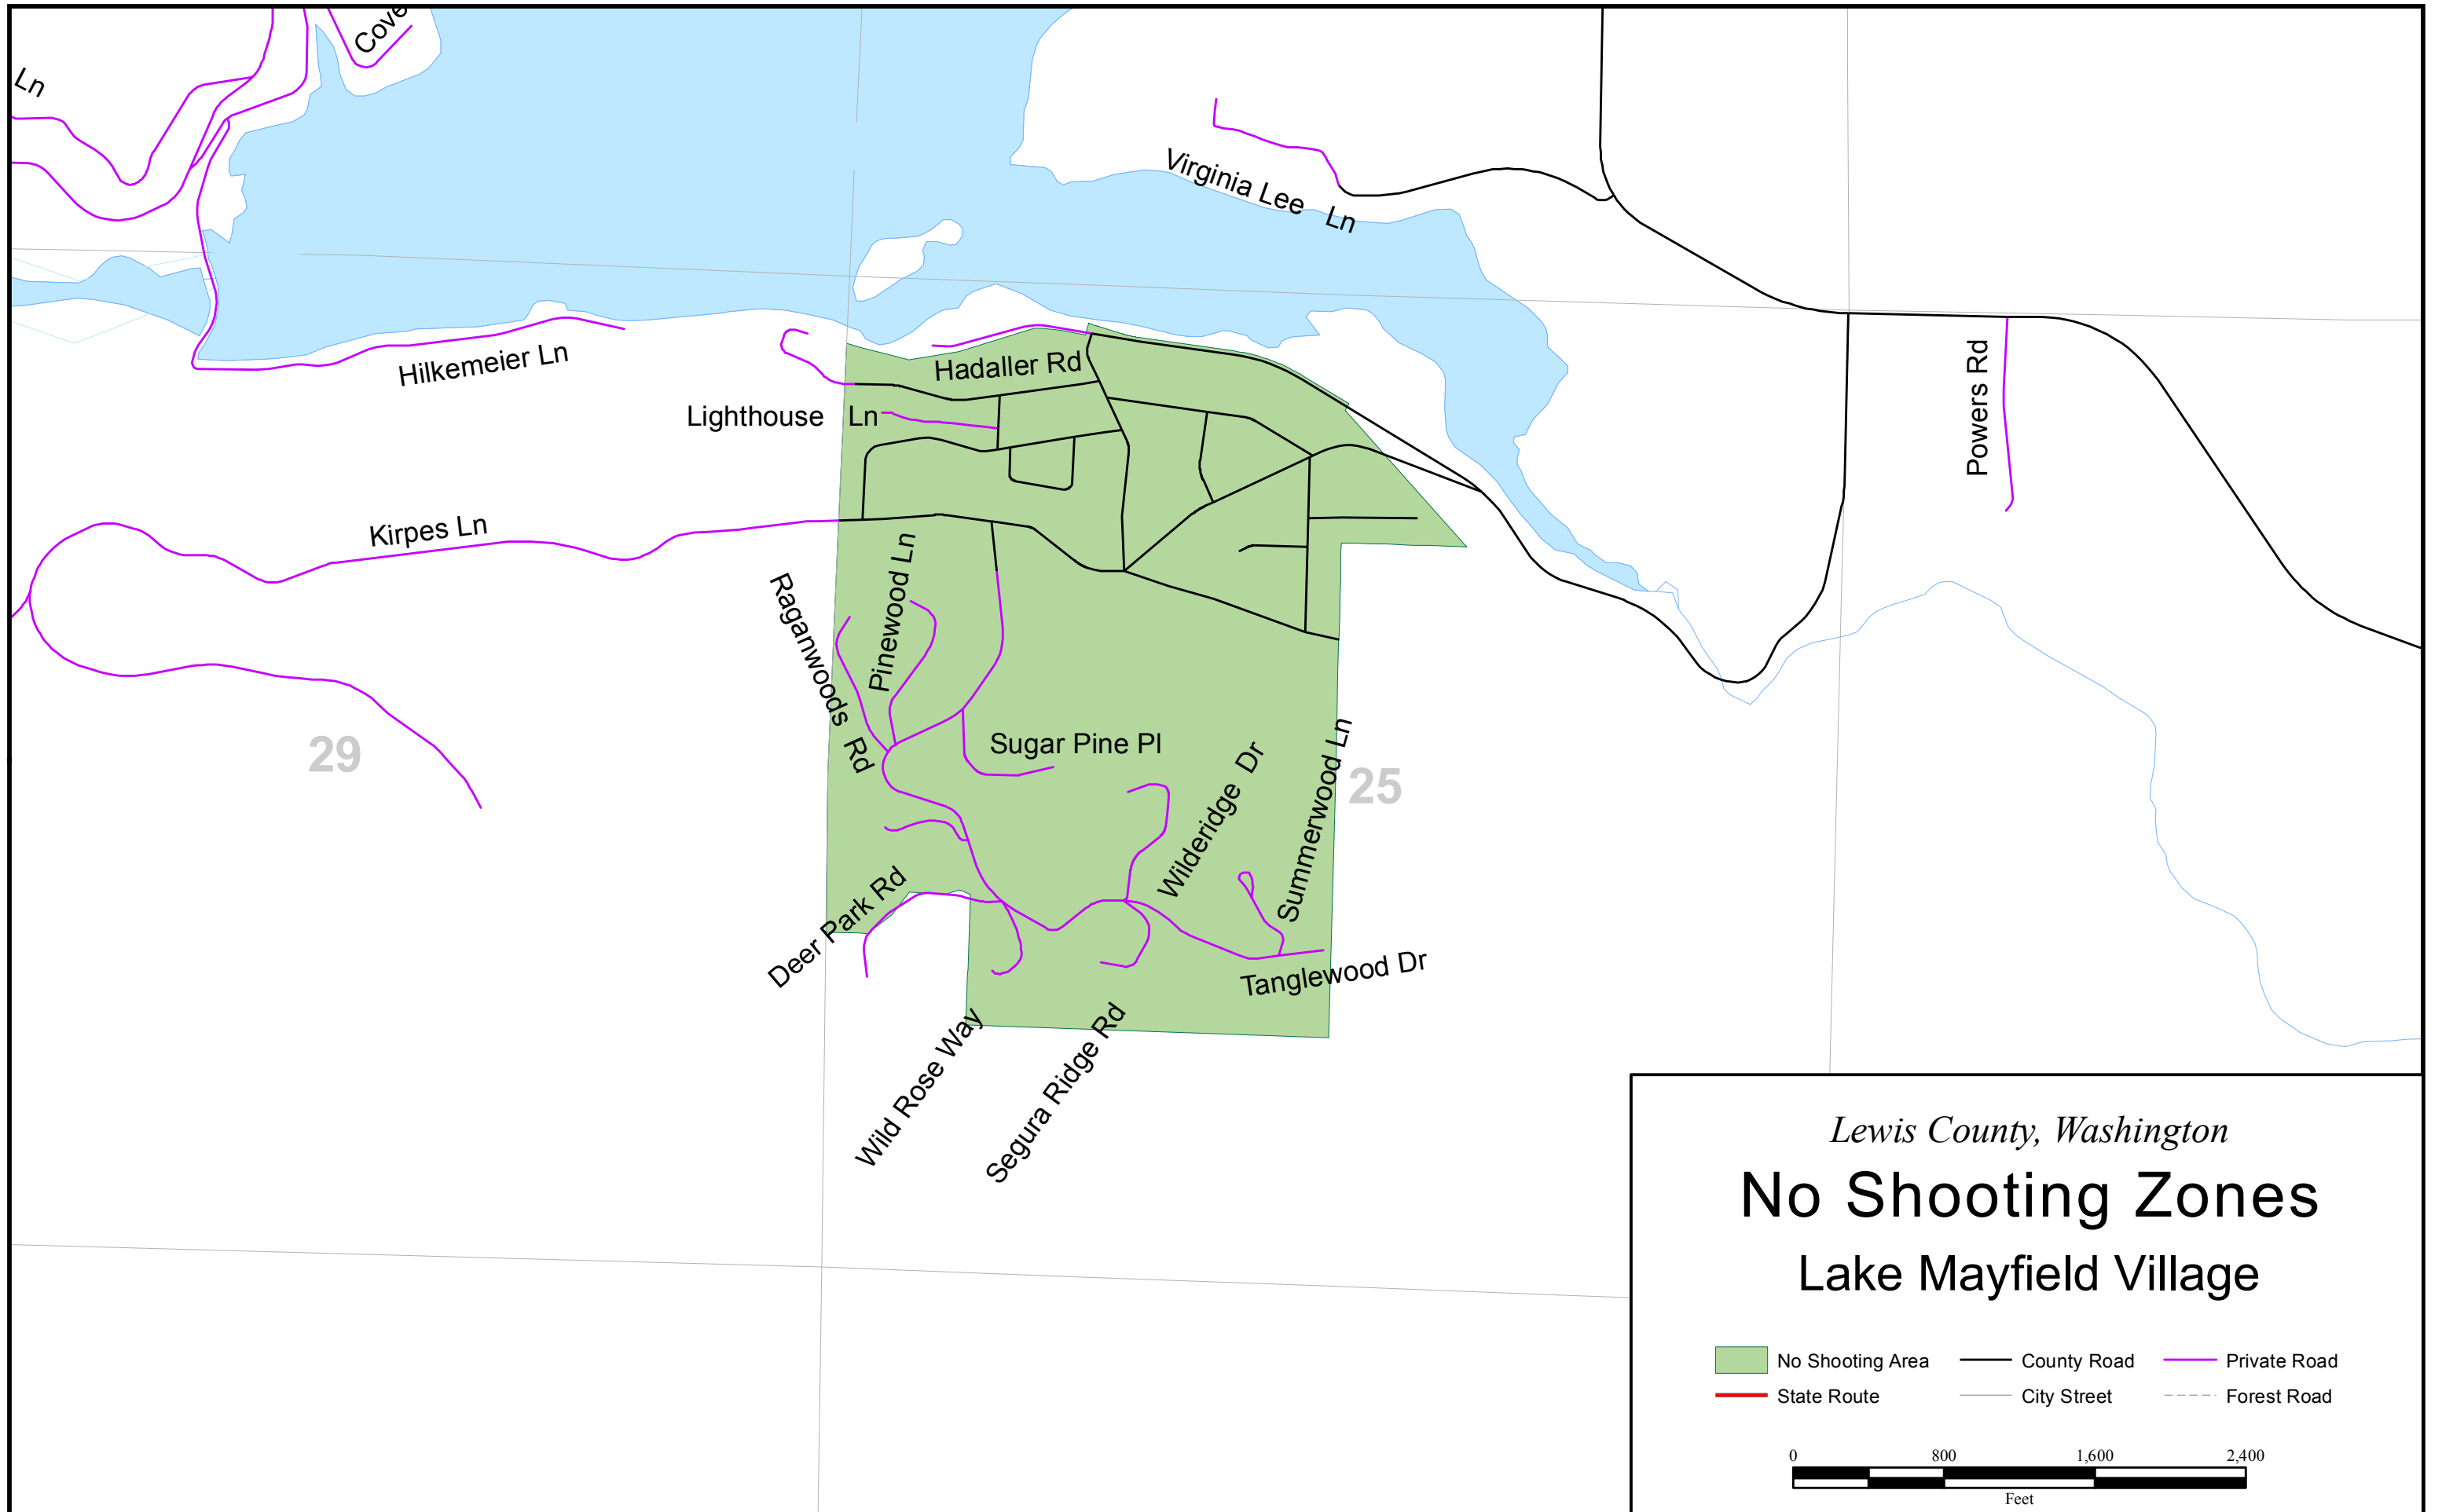 Cove
Ln
Virginia Lee Ln
Hilkemeier Ln
Hadaller Rd
Lighthouse Ln
Powers Rd
Kirpes Ln
Raganwoods Rd
Pinewood Ln
29
Sugar Pine Pl
Wilderidge Dr
Summerwood Ln
25
Deer Park Rd
Tanglewood Dr
Wild Rose Way
Segura Ridge Rd
Lewis County, Washington
No Shooting Zones
Lake Mayfield Village
No Shooting Area County Road Private Road
State Route City Street Forest Road
0 800 1,600 2,400
Feet